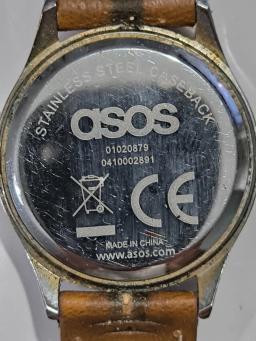 STAINLESS STEEL CASEBACK
asos
01020879
0410002891
CE
MADE IN CHINA
www.asos.com